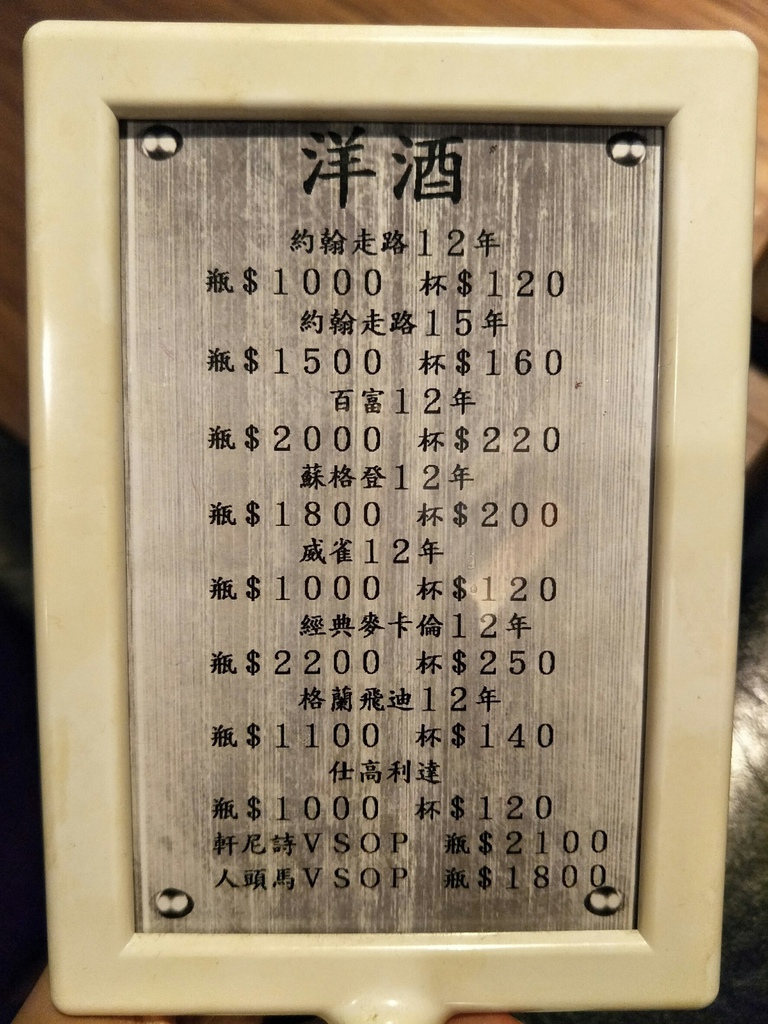 洋酒
約翰走路12年
瓶$1000 杯$120
約翰走路15年
瓶$1500 杯$160
百富12年
瓶$2000 杯$220
蘇格登12年
瓶$1800 杯$200
威雀12年
瓶$1000 杯$120
經典麥卡倫12年
瓶$2200 杯$250
格蘭飛迪12年
瓶$1100 杯$140
仕高利達
瓶$1000 杯$120
軒尼詩VSOP 瓶$2100
人頭馬VSOP 瓶$1800